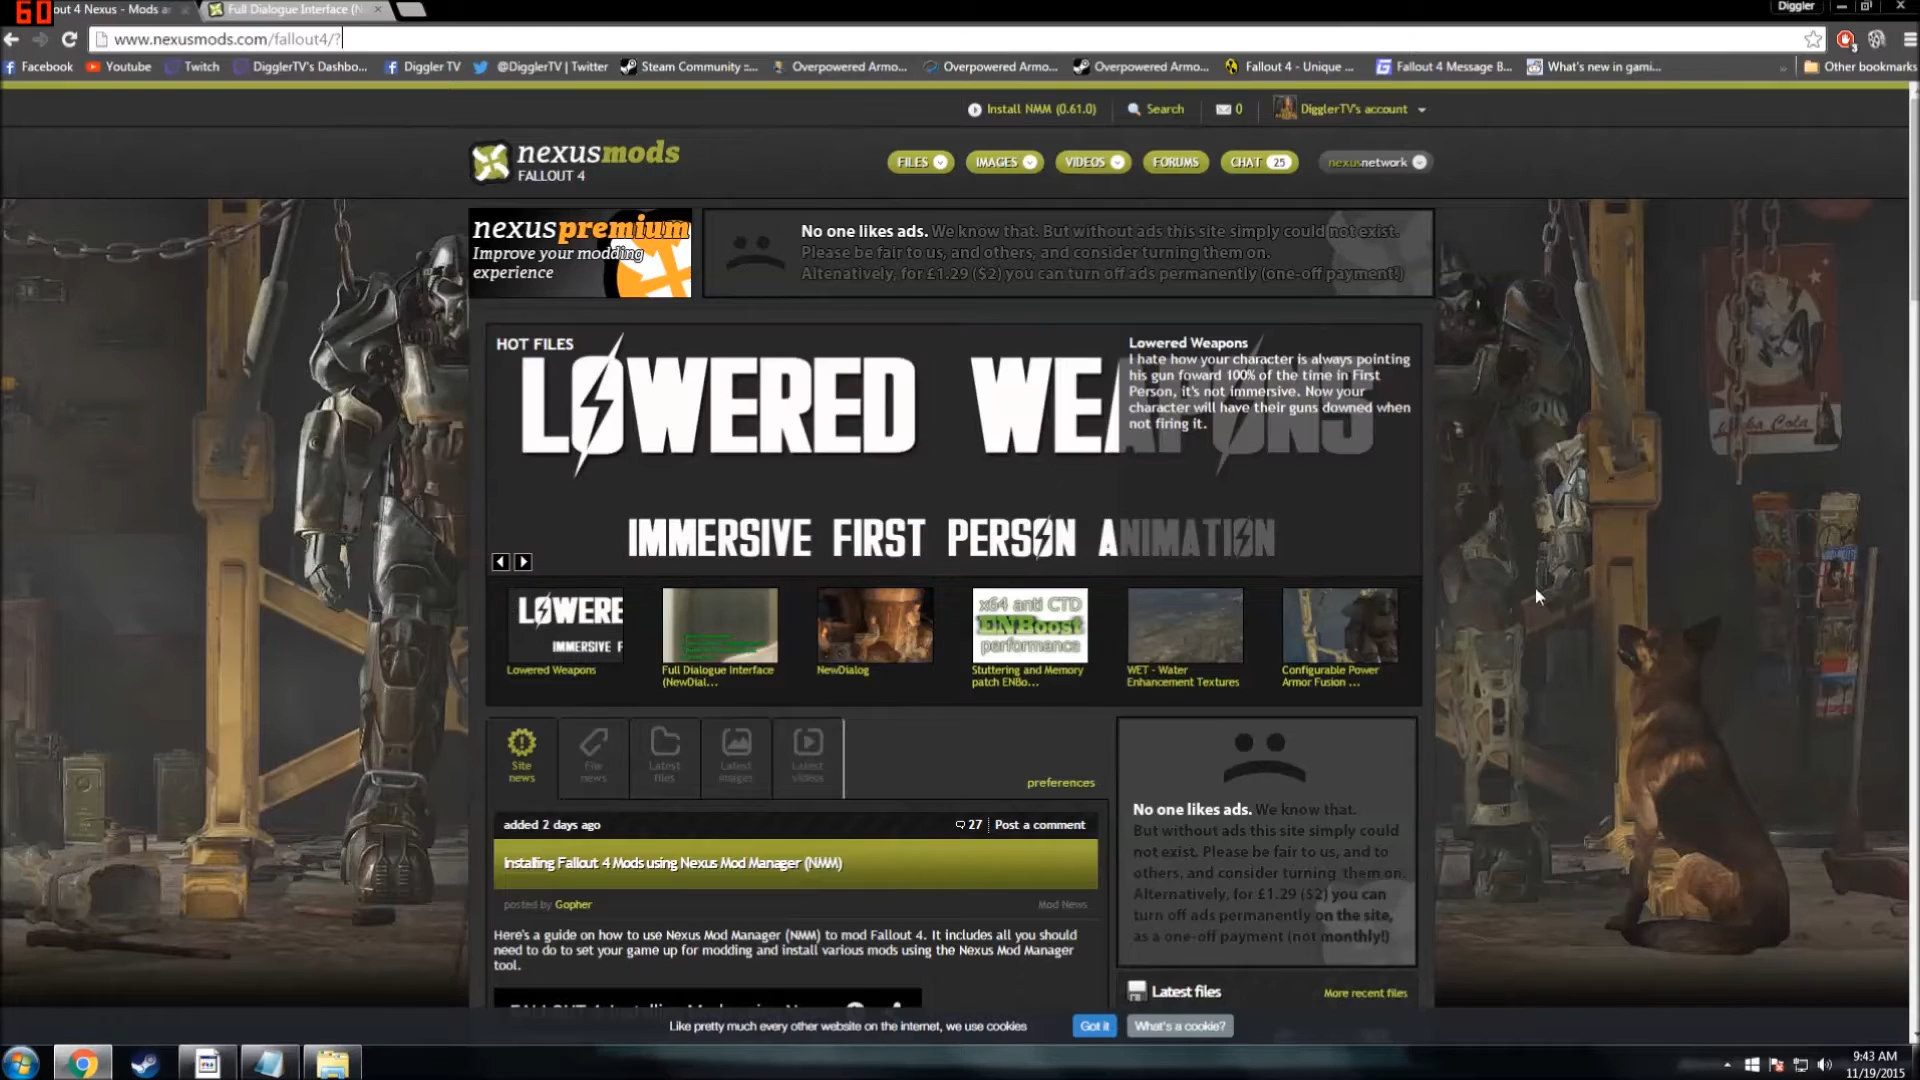 60
out 4 Nexus - Mods ar
Full Dialogue Interface (N
Diggler
www.nexusmods.com/fallout4/?
3
Facebook Youtube Twitch DigglerTV's Dashbo... Diggler TV @DigglerTV | Twitter Steam Community ::... Overpowered Armo... Overpowered Armo... Overpowered Armo... Fallout 4 - Unique ... Fallout 4 Message B... What's new in gami... » Other bookmarks
Install NMM (0.61.0) Search 0 DigglerTV's account
nexusmods
FALLOUT 4
FILES IMAGES VIDEOS FORUMS CHAT 25 nexusnetwork
nexuspremium
Improve your modding
experience
No one likes ads. We know that. But without ads this site simply could not exist.
Please be fair to us, and others, and consider turning them on.
Altenatively, for £1.29 ($2) you can turn off ads permanently (one-off payment!)
HOT FILES
LOWERED WEAPONS
IMMERSIVE FIRST PERSON ANIMATION
Lowered Weapons
I hate how your character is always pointing
his gun foward 100% of the time in First
Person, it's not immersive. Now your
character will have their guns downed when
not firing it.
LOWERE
IMMERSIVE F
x64 anti CTD
ENBoost
performance
Lowered Weapons
Full Dialogue Interface
(NewDial...
NewDialog
Stuttering and Memory
patch ENBo...
WET - Water
Enhancement Textures
Configurable Power
Armor Fusion ...
Site
news
File
news
Latest
files
Latest
images
Latest
videos
preferences
added 2 days ago 27 Post a comment
Installing Fallout 4 Mods using Nexus Mod Manager (NMM)
posted by Gopher Mod News
Here's a guide on how to use Nexus Mod Manager (NMM) to mod Fallout 4. It includes all you should
need to do to set your game up for modding and install various mods using the Nexus Mod Manager
tool.
No one likes ads. We know that.
But without ads this site simply could
not exist. Please be fair to us, and to
others, and consider turning them on.
Alternatively, for £1.29 ($2) you can
turn off ads permanently on the site,
as a one-off payment (not monthly!)
Latest files More recent files
Like pretty much every other website on the internet, we use cookies Got it What's a cookie?
9:43 AM
11/19/2015